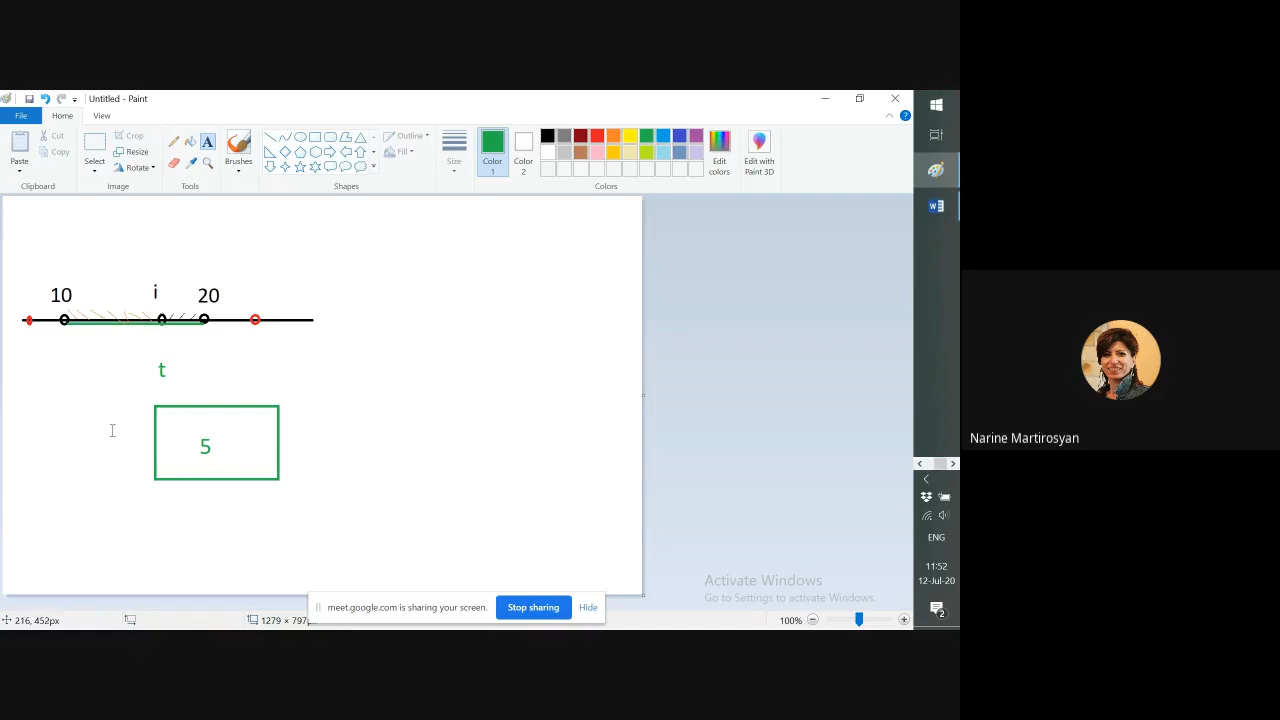 Untitled - Paint
File
Home
View
Paste
Cut
Copy
Clipboard
Select
Crop
Resize
Rotate
Image
A
Tools
Brushes
Outline
Fill
Shapes
Size
Color
1
Color
2
Edit
colors
Colors
Edit with
Paint 3D
10
i
20
t
5
Activate Windows
Go to Settings to activate Windows.
meet.google.com is sharing your screen.
Stop sharing
Hide
216, 452px
1279 × 797p
100%
W
ENG
11:52
12-Jul-20
2
Narine Martirosyan